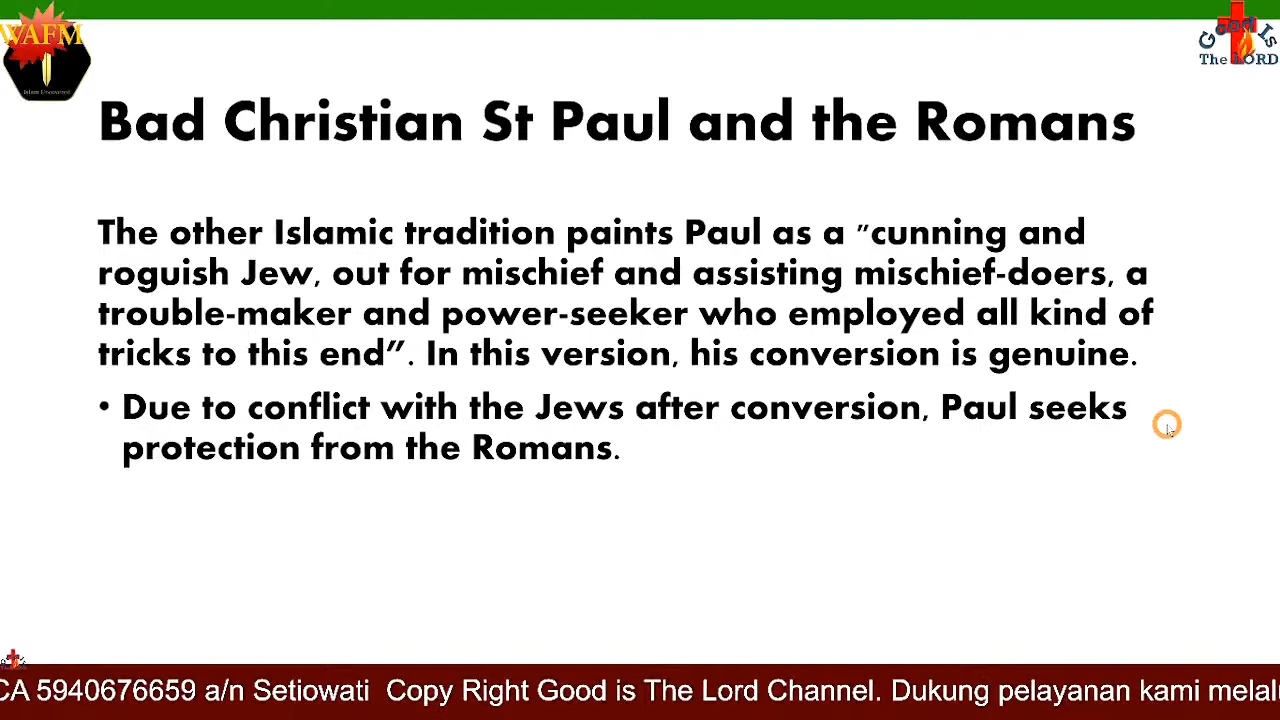 WAFM
Islam Uncovered
Good Is
The LORD
Bad Christian St Paul and the Romans
The other Islamic tradition paints Paul as a "cunning and
roguish Jew, out for mischief and assisting mischief-doers, a
trouble-maker and power-seeker who employed all kind of
tricks to this end". In this version, his conversion is genuine.
• Due to conflict with the Jews after conversion, Paul seeks
protection from the Romans.
CA 5940676659 a/n Setiowati  Copy Right Good is The Lord Channel. Dukung pelayanan kami